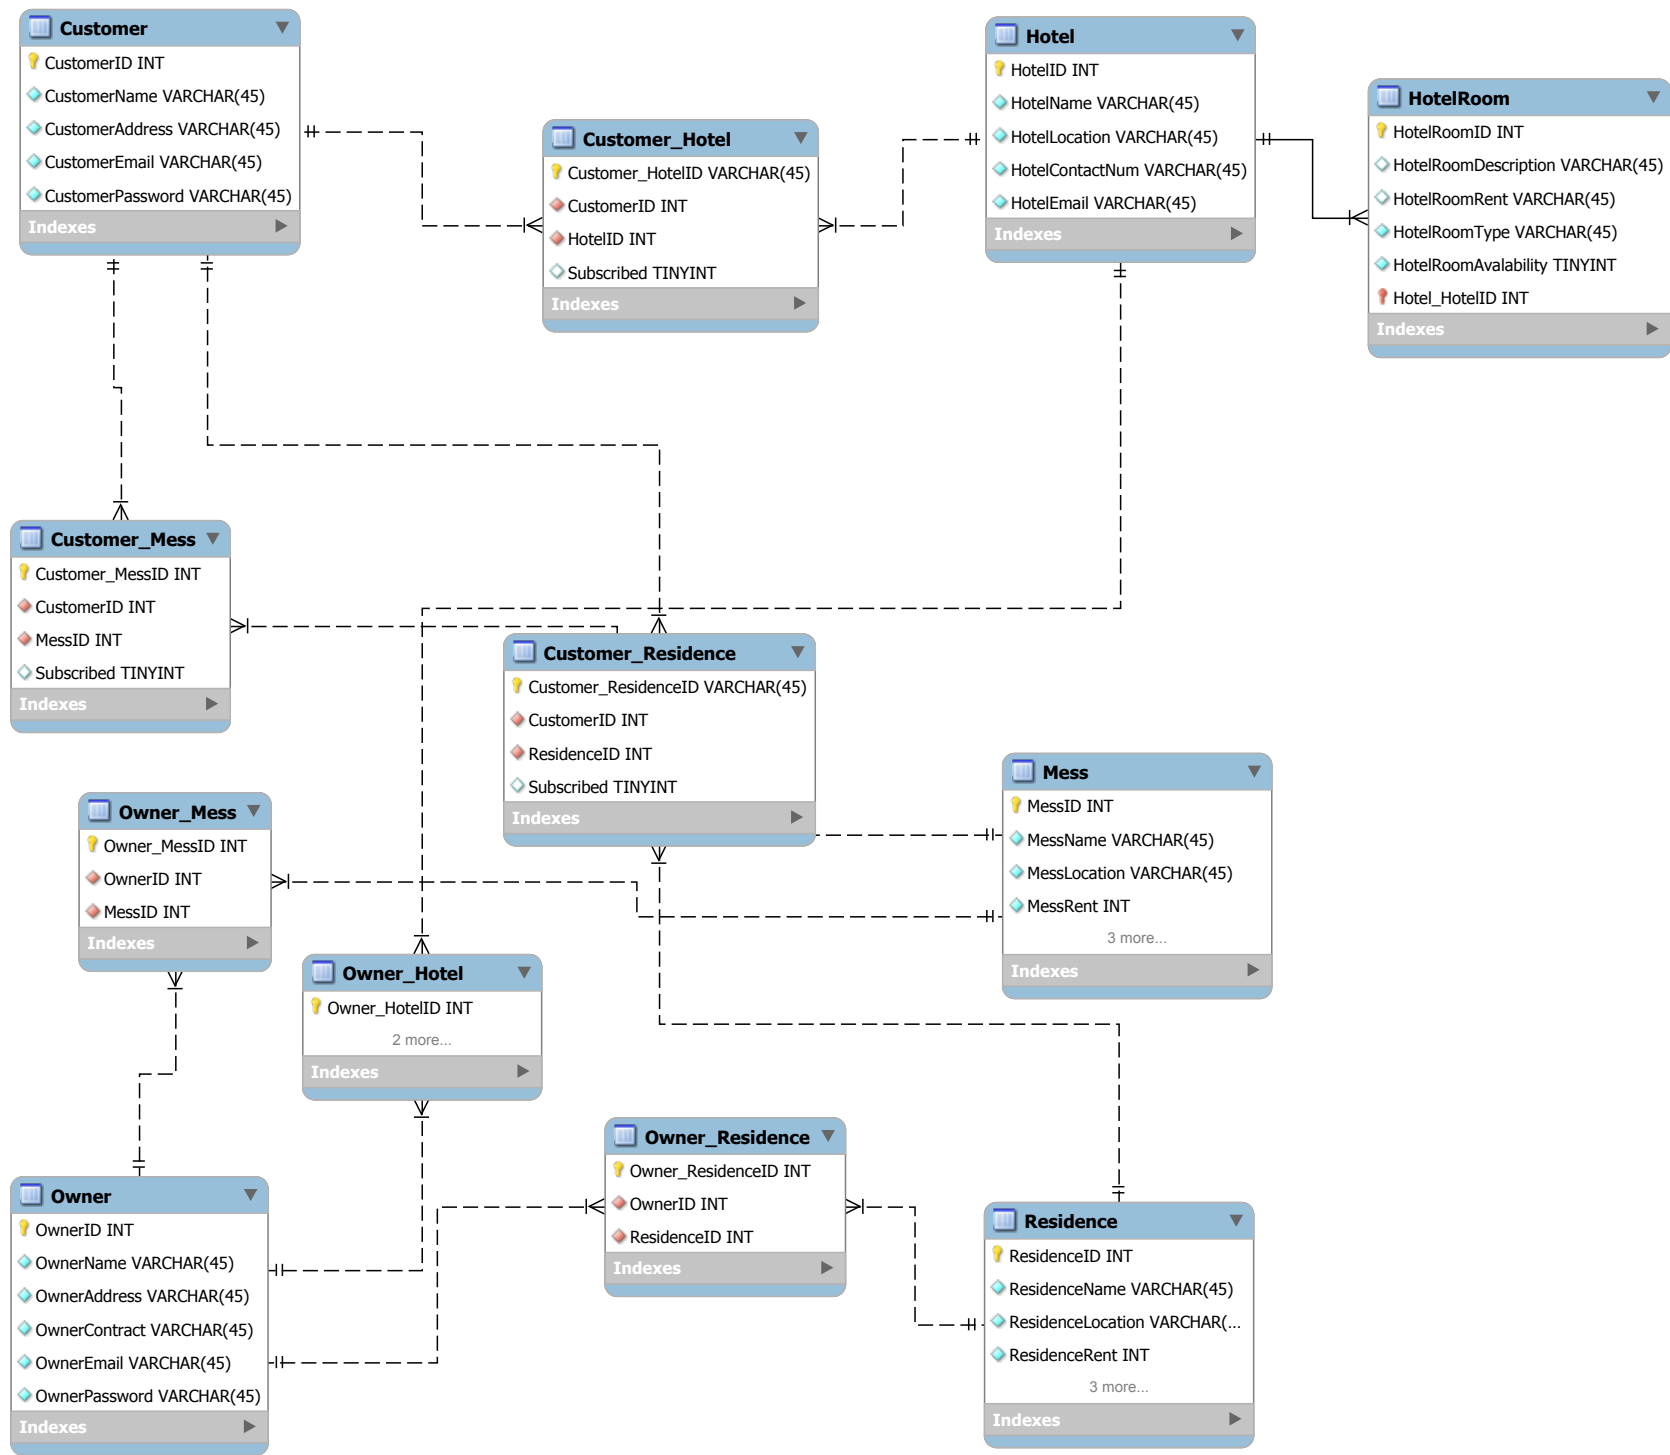 Customer
CustomerID INT
CustomerName VARCHAR(45)
CustomerAddress VARCHAR(45)
CustomerEmail VARCHAR(45)
CustomerPassword VARCHAR(45)
Indexes
Customer_Hotel
Customer_HotelID VARCHAR(45)
CustomerID INT
HotelID INT
Subscribed TINYINT
Indexes
Hotel
HotelID INT
HotelName VARCHAR(45)
HotelLocation VARCHAR(45)
HotelContactNum VARCHAR(45)
HotelEmail VARCHAR(45)
Indexes
HotelRoom
HotelRoomID INT
HotelRoomDescription VARCHAR(45)
HotelRoomRent VARCHAR(45)
HotelRoomType VARCHAR(45)
HotelRoomAvalability TINYINT
Hotel_HotelID INT
Indexes
Customer_Mess
Customer_MessID INT
CustomerID INT
MessID INT
Subscribed TINYINT
Indexes
Customer_Residence
Customer_ResidenceID VARCHAR(45)
CustomerID INT
ResidenceID INT
Subscribed TINYINT
Indexes
Mess
MessID INT
MessName VARCHAR(45)
MessLocation VARCHAR(45)
MessRent INT
3 more...
Indexes
Owner_Mess
Owner_MessID INT
OwnerID INT
MessID INT
Indexes
Owner_Hotel
Owner_HotelID INT
2 more...
Indexes
Owner_Residence
Owner_ResidenceID INT
OwnerID INT
ResidenceID INT
Indexes
Owner
OwnerID INT
OwnerName VARCHAR(45)
OwnerAddress VARCHAR(45)
OwnerContract VARCHAR(45)
OwnerEmail VARCHAR(45)
OwnerPassword VARCHAR(45)
Indexes
Residence
ResidenceID INT
ResidenceName VARCHAR(45)
ResidenceLocation VARCHAR(...
ResidenceRent INT
3 more...
Indexes